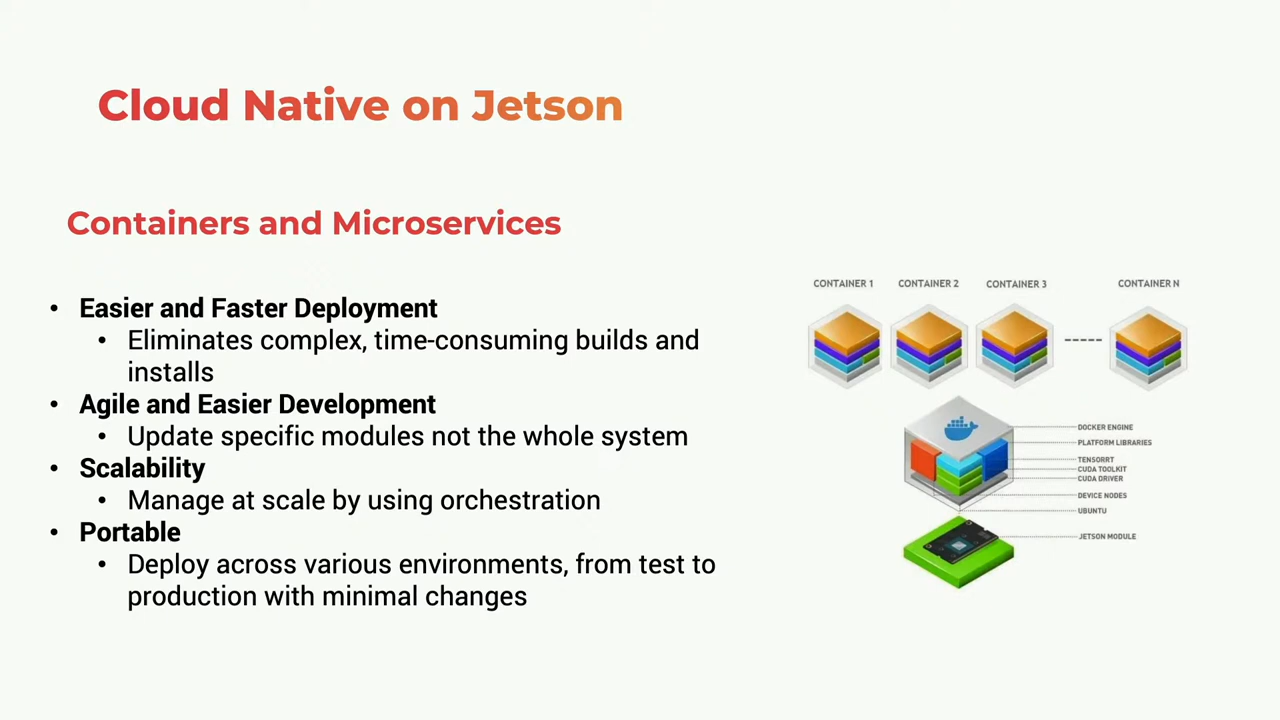 Cloud Native on Jetson
Containers and Microservices
• Easier and Faster Deployment
• Eliminates complex, time-consuming builds and
installs
• Agile and Easier Development
• Update specific modules not the whole system
• Scalability
• Manage at scale by using orchestration
• Portable
• Deploy across various environments, from test to
production with minimal changes
CONTAINER 1
CONTAINER 2
CONTAINER 3
CONTAINER N
DOCKER ENGINE
PLATFORM LIBRARIES
TENSORRT
CUDA TOOLKIT
CUDA DRIVER
DEVICE NODES
UBUNTU
JETSON MODULE